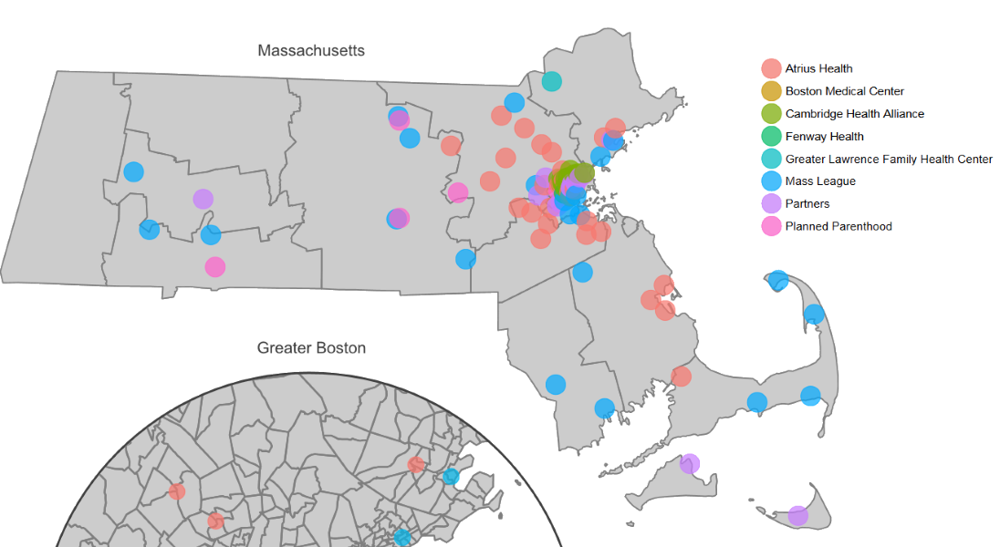 Massachusetts
Atrius Health
Boston Medical Center
Cambridge Health Alliance
Fenway Health
Greater Lawrence Family Health Center
Mass League
Partners
Planned Parenthood
Greater Boston